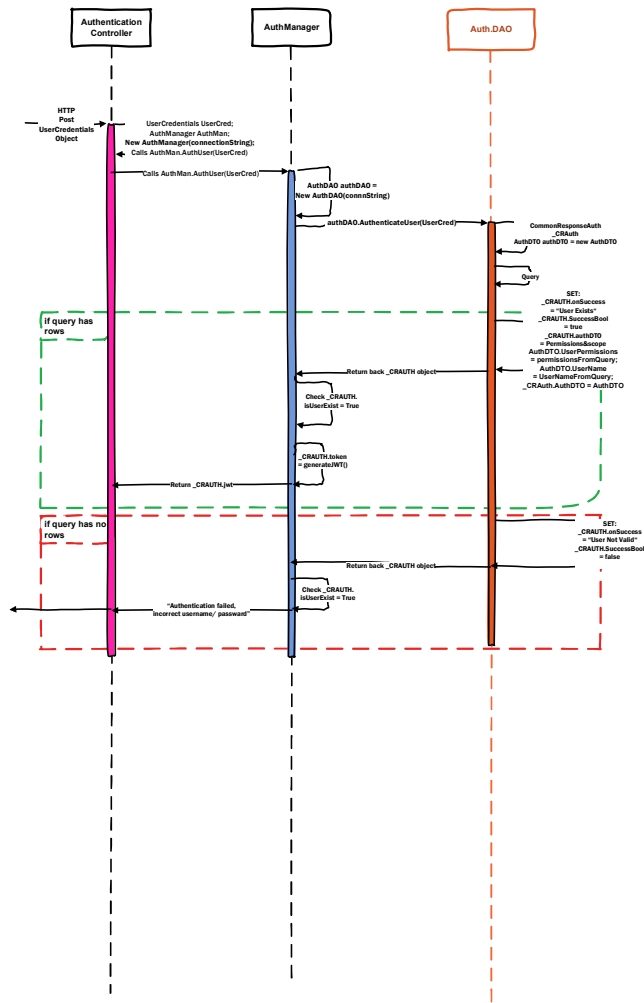 Authentication
Controller
AuthManager
Auth.DAO
HTTP
Post
UserCredentials
Object
UserCredentials UserCred;
AuthManager AuthMan;
New AuthManager(connectionString);
Calls AuthMan.AuthUser(UserCred)
Calls AuthMan.AuthUser(UserCred)
AuthDAO authDAO =
New AuthDAO(connnString)
authDAO.AuthenticateUser(UserCred)
CommonResponseAuth
_CRAuth
AuthDTO authDTO = new AuthDTO
Query
if query has
rows
SET:
_CRAUTH.onSuccess
= "User Exists"
_CRAUTH.SuccessBool
= true
_CRAUTH.authDTO
= Permissions&scope
AuthDTO.UserPermissions
= permissionsFromQuery;
AuthDTO.UserName
= UserNameFromQuery;
_CRAuth.AuthDTO = AuthDTO
Return back _CRAUTH object
Check _CRAUTH.
isUserExist = True
_CRAUTH.token
= generateJWT()
Return _CRAUTH.jwt
if query has no
rows
SET:
_CRAUTH.onSuccess
= "User Not Valid"
_CRAUTH.SuccessBool
= false
Return back _CRAUTH object
Check _CRAUTH.
isUserExist = True
"Authentication failed,
incorrect username/ passward"